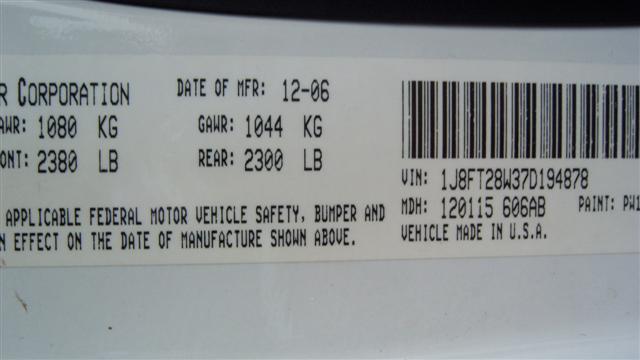 R CORPORATION DATE OF MFR: 12-06
AWR: 1080 KG GAWR: 1044 KG
ONT: 2380 LB REAR: 2300 LB
VIN: 1J8FT28W37D194878
APPLICABLE FEDERAL MOTOR VEHICLE SAFETY, BUMPER AND
MDH: 120115 606AB PAINT: PW1
N EFFECT ON THE DATE OF MANUFACTURE SHOWN ABOVE.
VEHICLE MADE IN U.S.A.